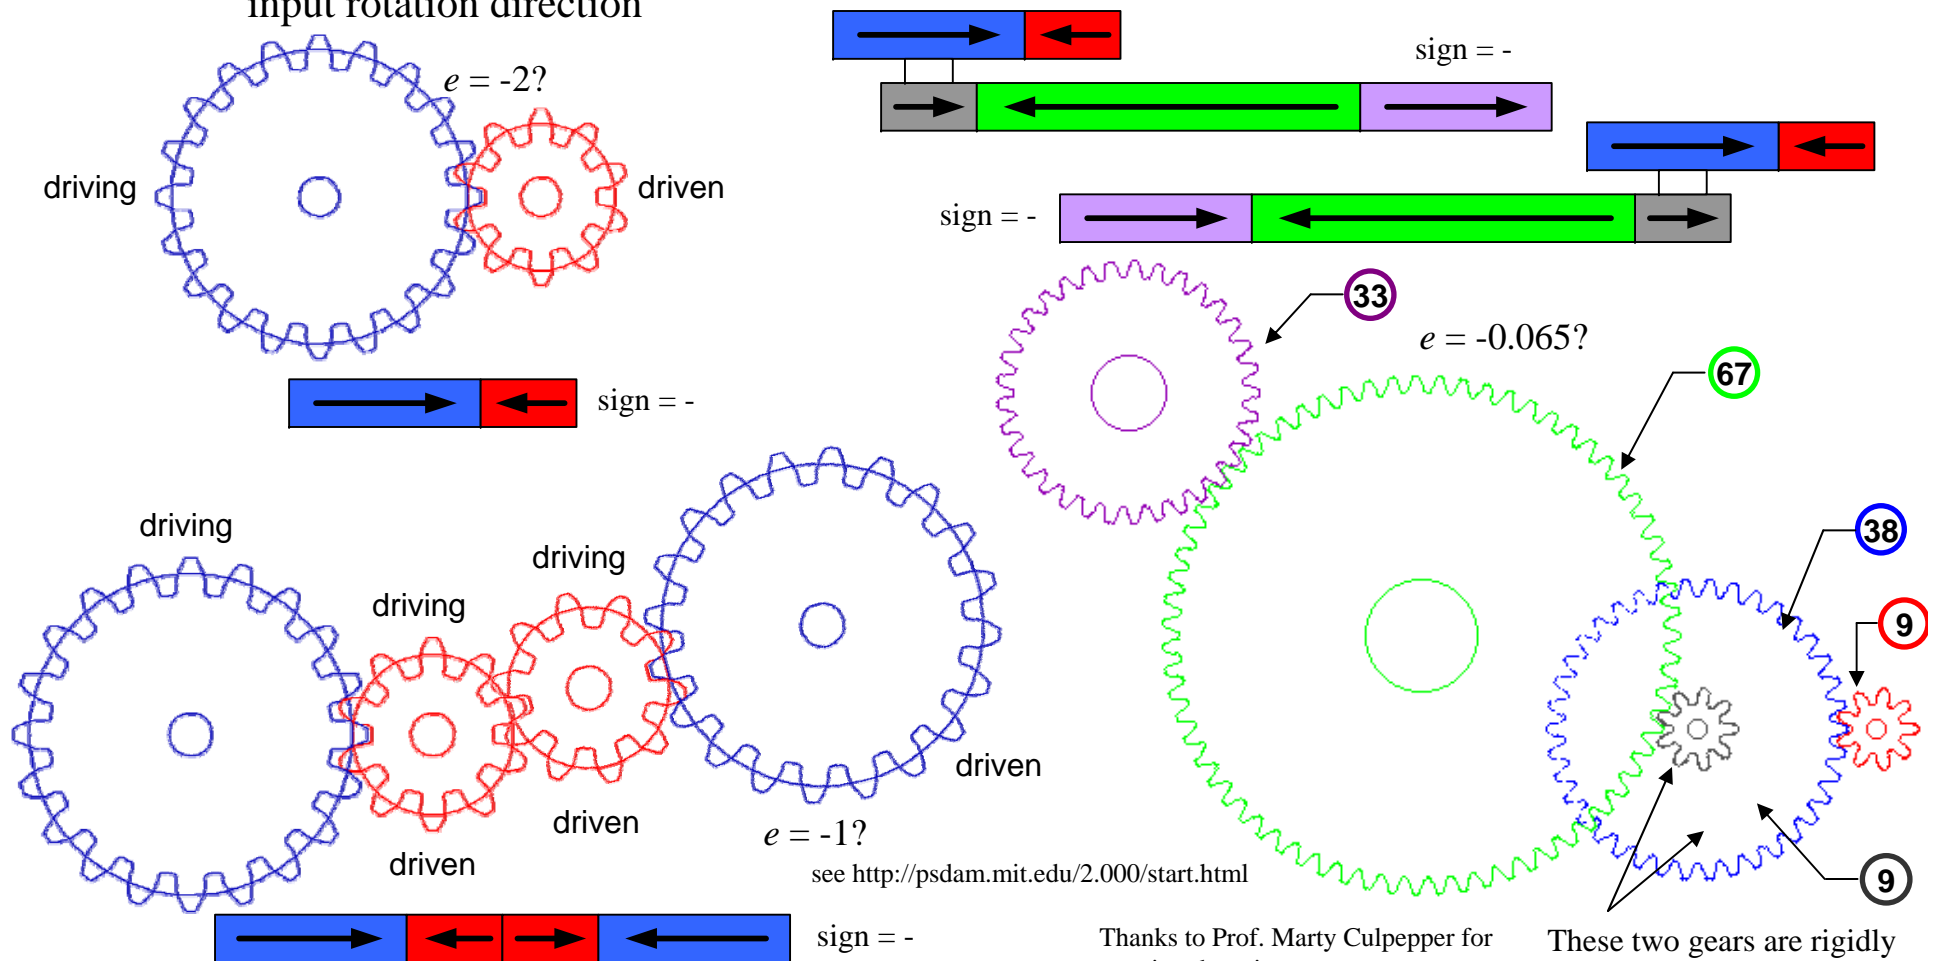 input rotation direction
e = -2?
driving
driven
sign = -
sign = -
sign = -
33
e = -0.065?
67
38
9
9
driving
driving
driving
driven
driven
driven
e = -1?
see http://psdam.mit.edu/2.000/start.html
sign = -
Thanks to Prof. Marty Culpepper for
These two gears are rigidly